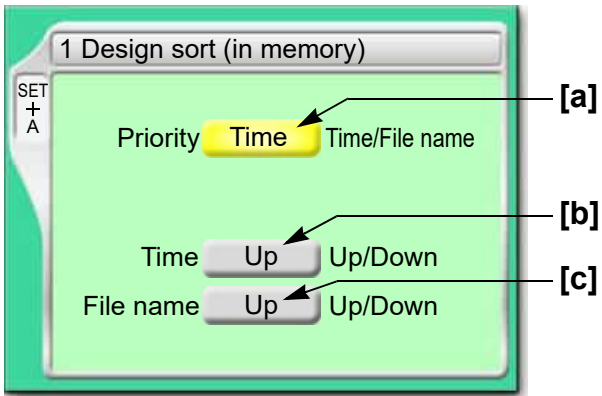 1 Design sort (in memory)
SET
+
A
Priority Time Time/File name
[a]
Time Up Up/Down
[b]
File name Up Up/Down
[c]